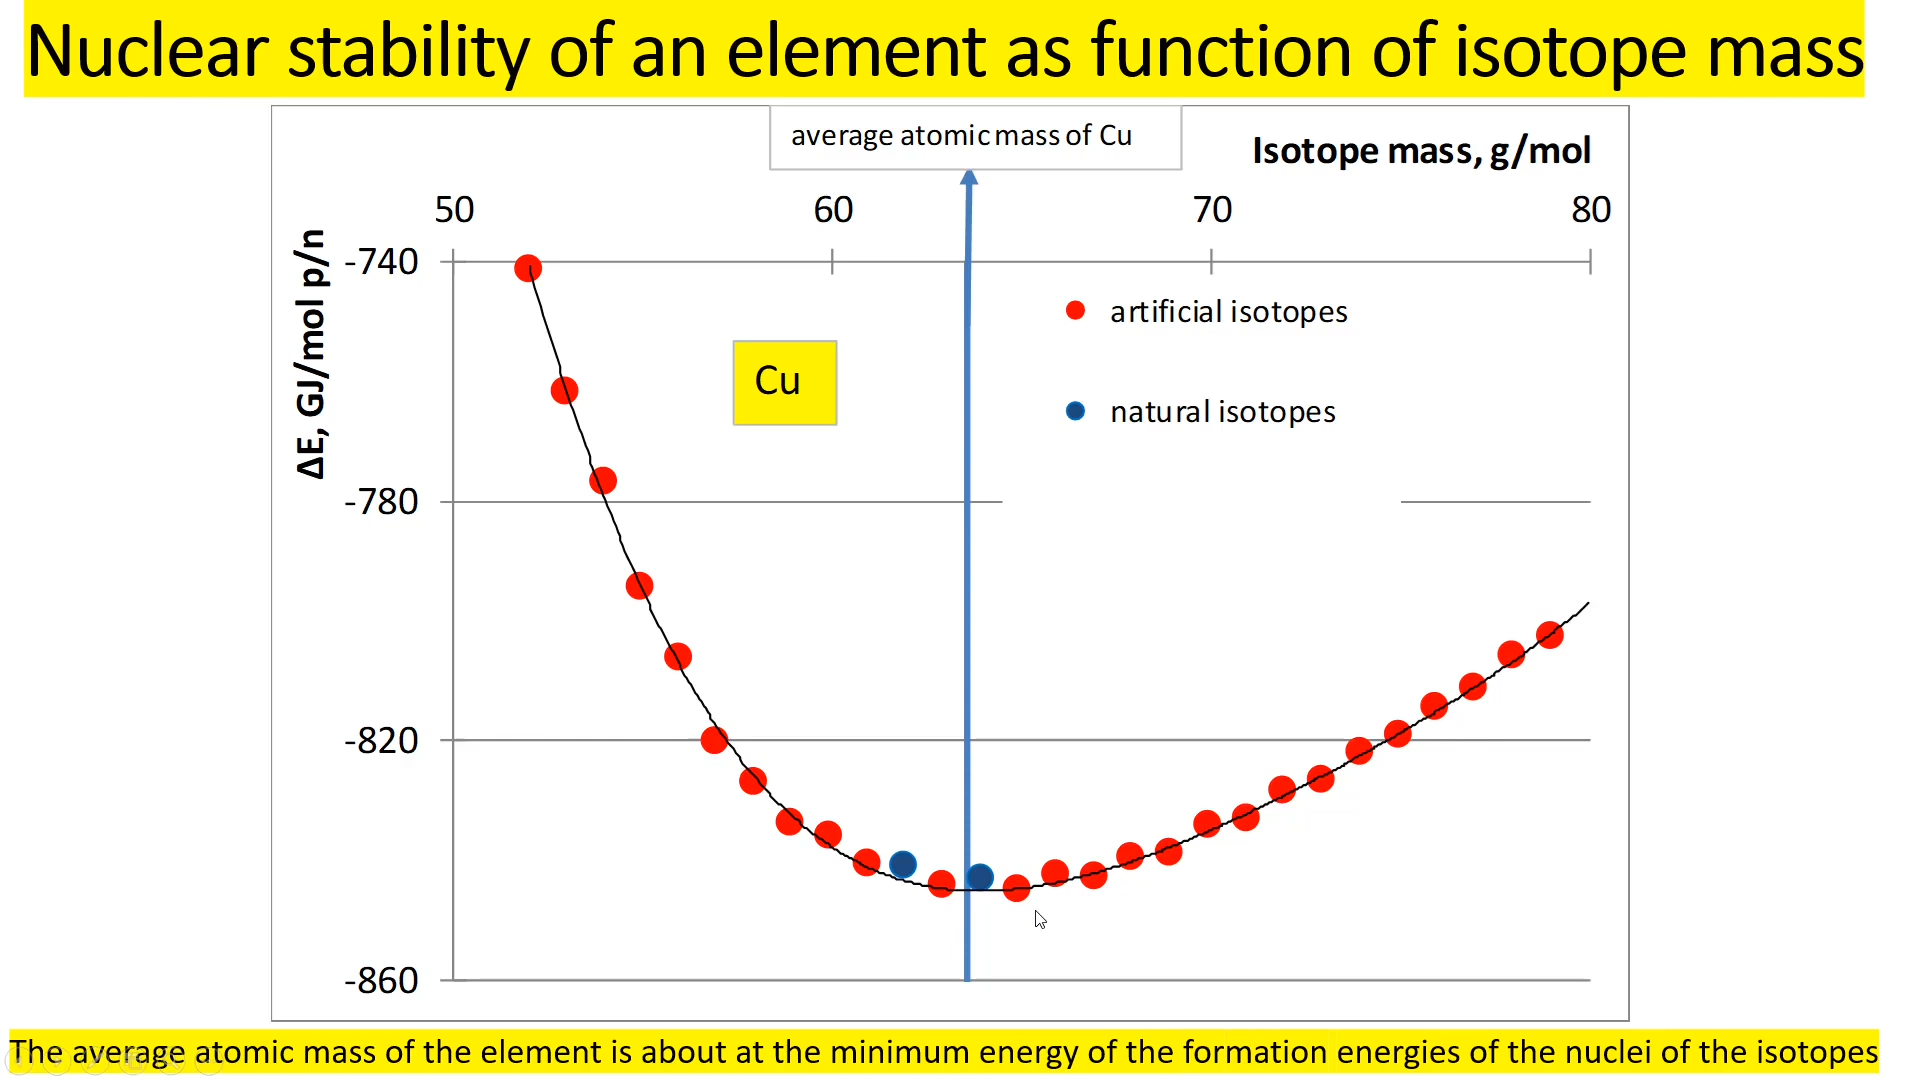 Nuclear stability of an element as function of isotope mass
average atomic mass of Cu
Isotope mass, g/mol
50 60 70 80
ΔE, GJ/mol p/n
-740
artificial isotopes
Cu
natural isotopes
-780
-820
-860
The average atomic mass of the element is about at the minimum energy of the formation energies of the nuclei of the isotopes